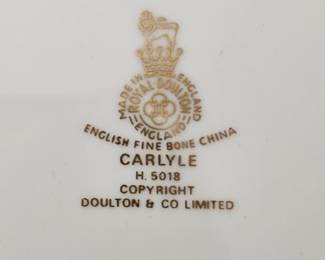 MADE IN ENGLAND
ROYAL DOULTON
ENGLAND
ENGLISH FINE BONE CHINA
CARLYLE
H. 5018
COPYRIGHT
DOULTON & CO LIMITED